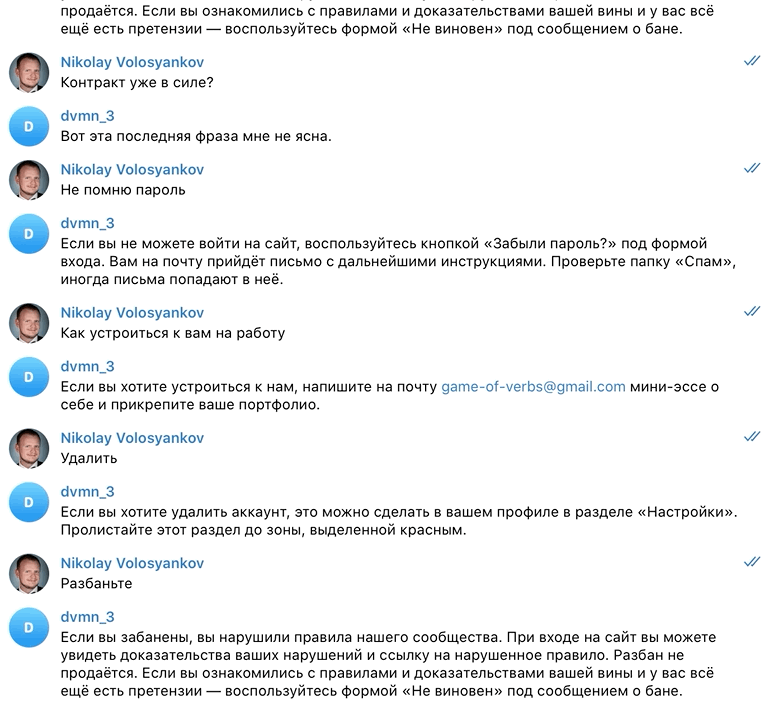 продаётся. Если вы ознакомились с правилами и доказательствами вашей вины и у вас всё
ещё есть претензии — воспользуйтесь формой «Не виновен» под сообщением о бане.
Nikolay Volosyankov
Контракт уже в силе?
D
dvmn_3
Вот эта последняя фраза мне не ясна.
Nikolay Volosyankov
Не помню пароль
D
dvmn_3
Если вы не можете войти на сайт, воспользуйтесь кнопкой «Забыли пароль?» под формой
входа. Вам на почту прийдёт письмо с дальнейшими инструкциями. Проверьте папку «Спам»,
иногда письма попадают в неё.
Nikolay Volosyankov
Как устроиться к вам на работу
D
dvmn_3
Если вы хотите устроиться к нам, напишите на почту game-of-verbs@gmail.com мини-эссе о
себе и прикрепите ваше портфолио.
Nikolay Volosyankov
Удалить
D
dvmn_3
Если вы хотите удалить аккаунт, это можно сделать в вашем профиле в разделе «Настройки».
Пролистайте этот раздел до зоны, выделенной красным.
Nikolay Volosyankov
Разбаньте
D
dvmn_3
Если вы забанены, вы нарушили правила нашего сообщества. При входе на сайт вы можете
увидеть доказательства ваших нарушений и ссылку на нарушенное правило. Разбан не
продаётся. Если вы ознакомились с правилами и доказательствами вашей вины и у вас всё
ещё есть претензии — воспользуйтесь формой «Не виновен» под сообщением о бане.